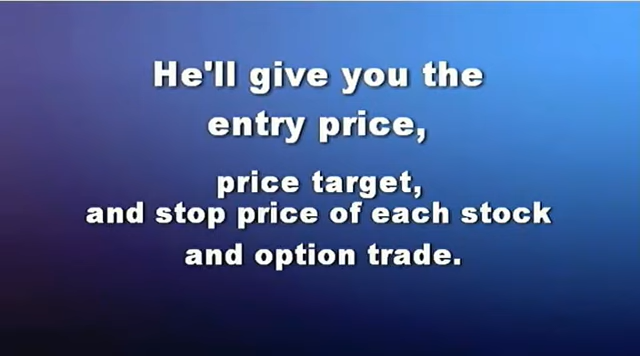 He'll give you the
entry price,
price target,
and stop price of each stock
and option trade.